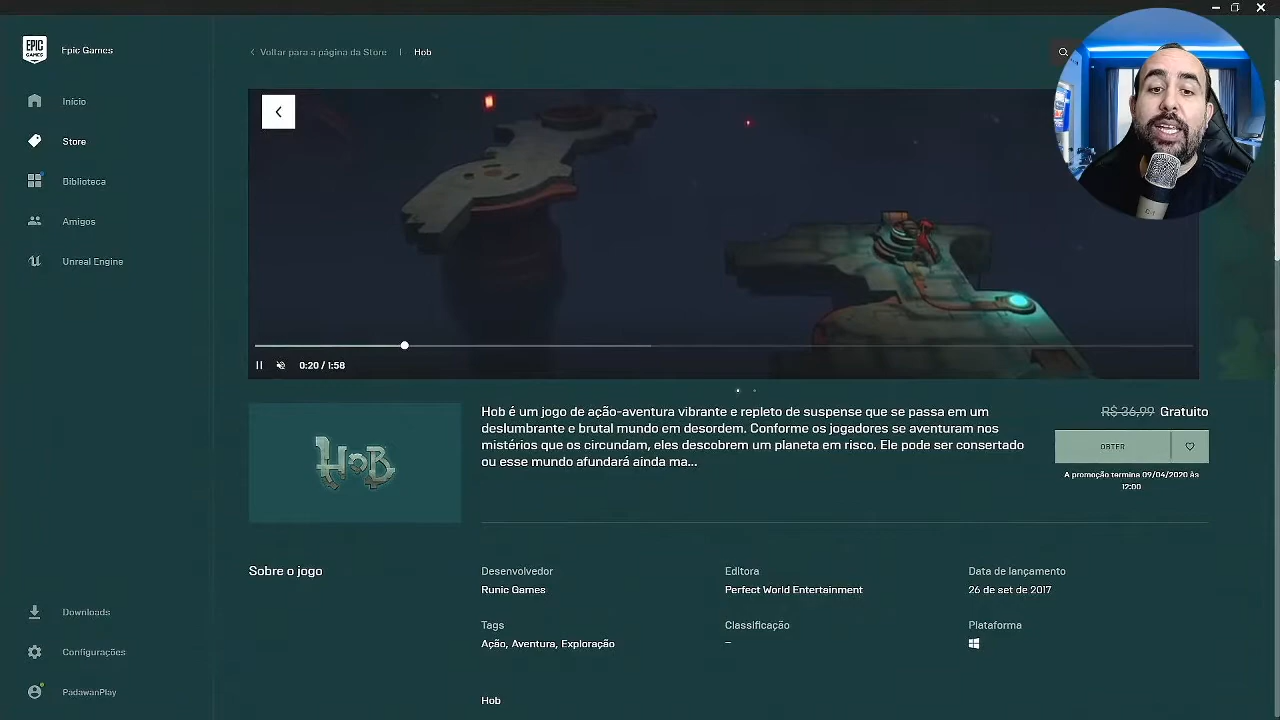 EPIC
GAMES
Epic Games
Início
Store
Biblioteca
Amigos
Unreal Engine
Downloads
Configurações
PadawanPlay
Voltar para a página da Store | Hob
0:20 / 1:58
HOB
Hob é um jogo de ação-aventura vibrante e repleto de suspense que se passa em um
deslumbrante e brutal mundo em desordem. Conforme os jogadores se aventuram nos
mistérios que os circundam, eles descobrem um planeta em risco. Ele pode ser consertado
ou esse mundo afundará ainda ma...
R$ 36,99 Gratuito
OBTER
A promoção termina 09/04/2020 às
12:00
Sobre o jogo
Desenvolvedor
Runic Games
Editora
Perfect World Entertainment
Data de lançamento
26 de set de 2017
Tags
Ação, Aventura, Exploração
Classificação
–
Plataforma
Hob